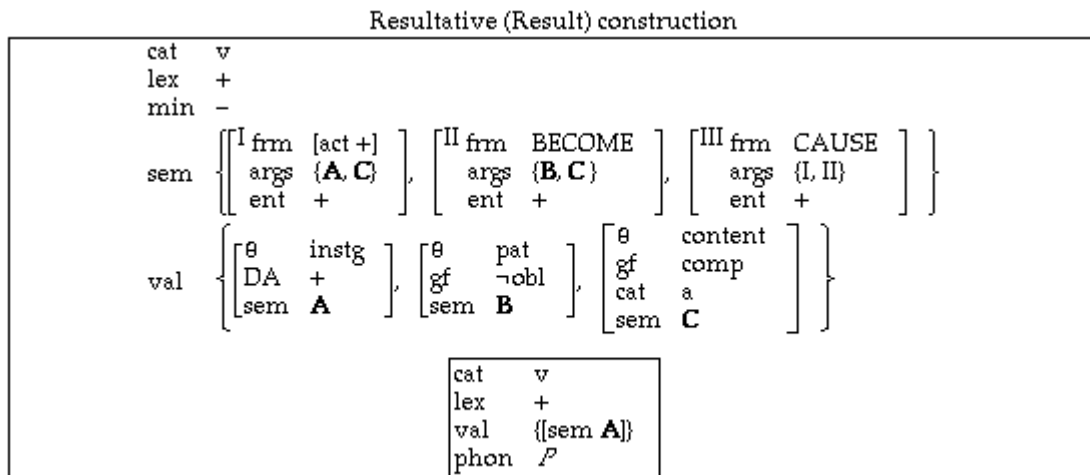 Resultative (Result) construction
cat v
lex +
min –
sem { [ I frm [act +] args {A, C} ent + ], [ II frm BECOME args {B, C } ent + ], [ III frm CAUSE args {I, II} ent + ] }
val { [ θ instg DA + sem A ], [ θ pat gf ¬obl sem B ], [ θ content gf comp cat a sem C ] }
cat v
lex +
val {[sem A]}
phon P